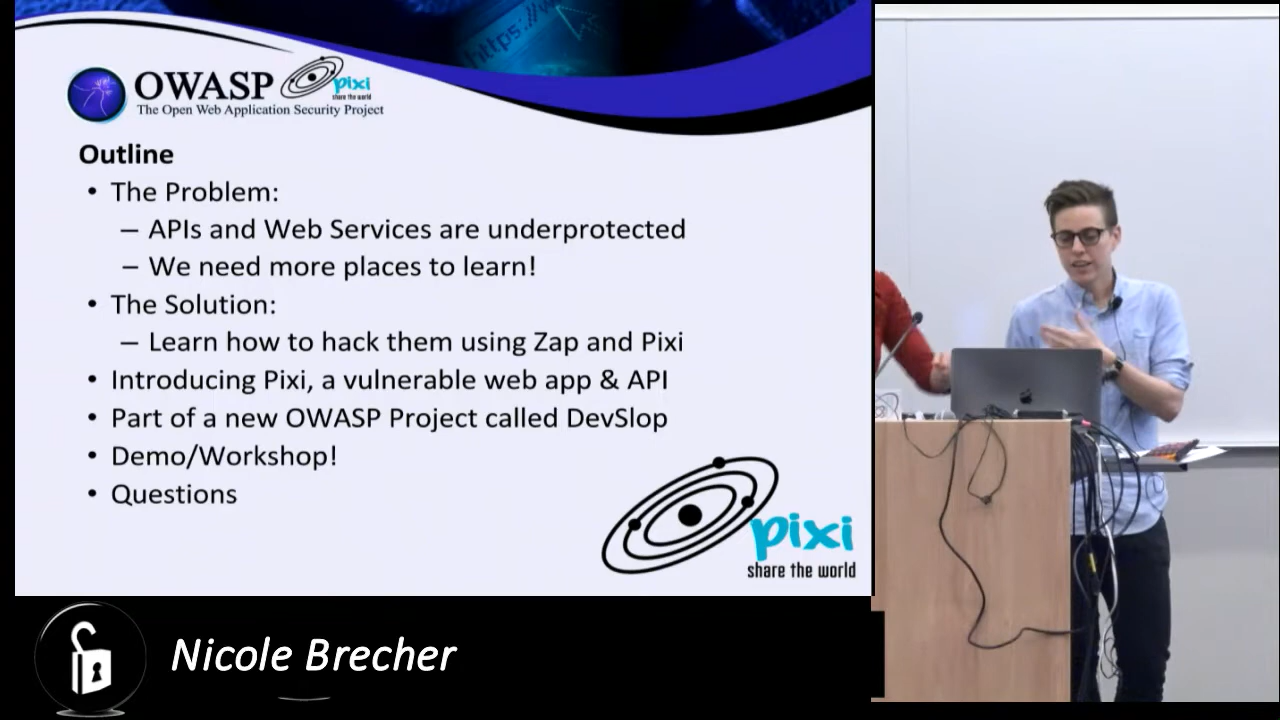 https://
OWASP
pixi
share the world
The Open Web Application Security Project
Outline
• The Problem:
– APIs and Web Services are underprotected
– We need more places to learn!
• The Solution:
– Learn how to hack them using Zap and Pixi
• Introducing Pixi, a vulnerable web app & API
• Part of a new OWASP Project called DevSlop
• Demo/Workshop!
• Questions
pixi
share the world
Nicole Brecher